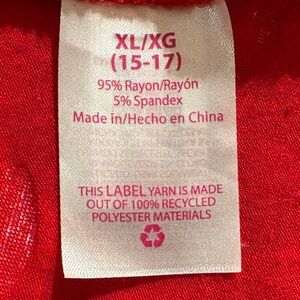 XL/XG
(15-17)
95% Rayon/Rayón
5% Spandex
Made in/Hecho en China
THIS LABEL YARN IS MADE
OUT OF 100% RECYCLED
POLYESTER MATERIALS